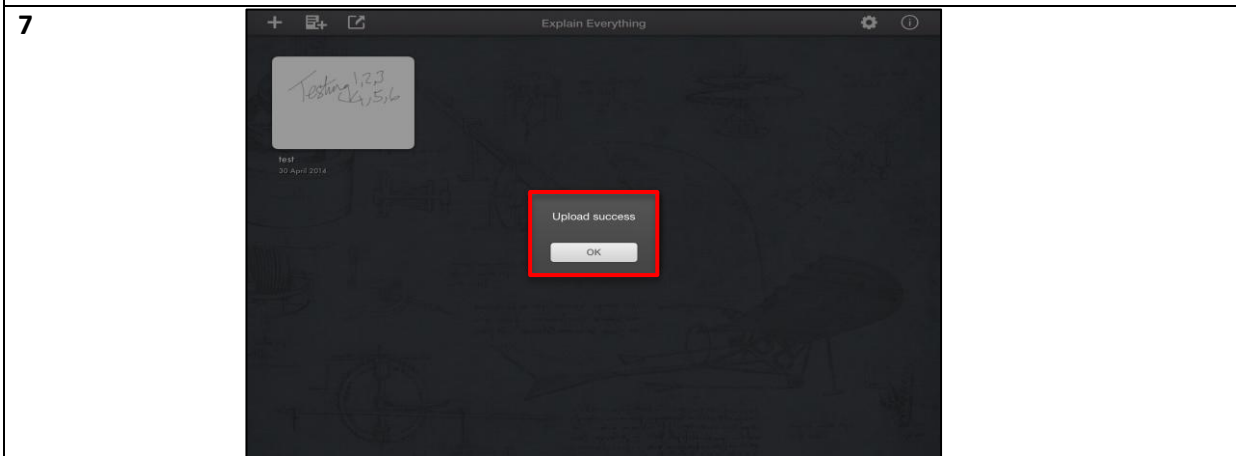 7
Explain Everything
Testing 1,2,3
4,5,6
test
30 April 2014
Upload success
OK